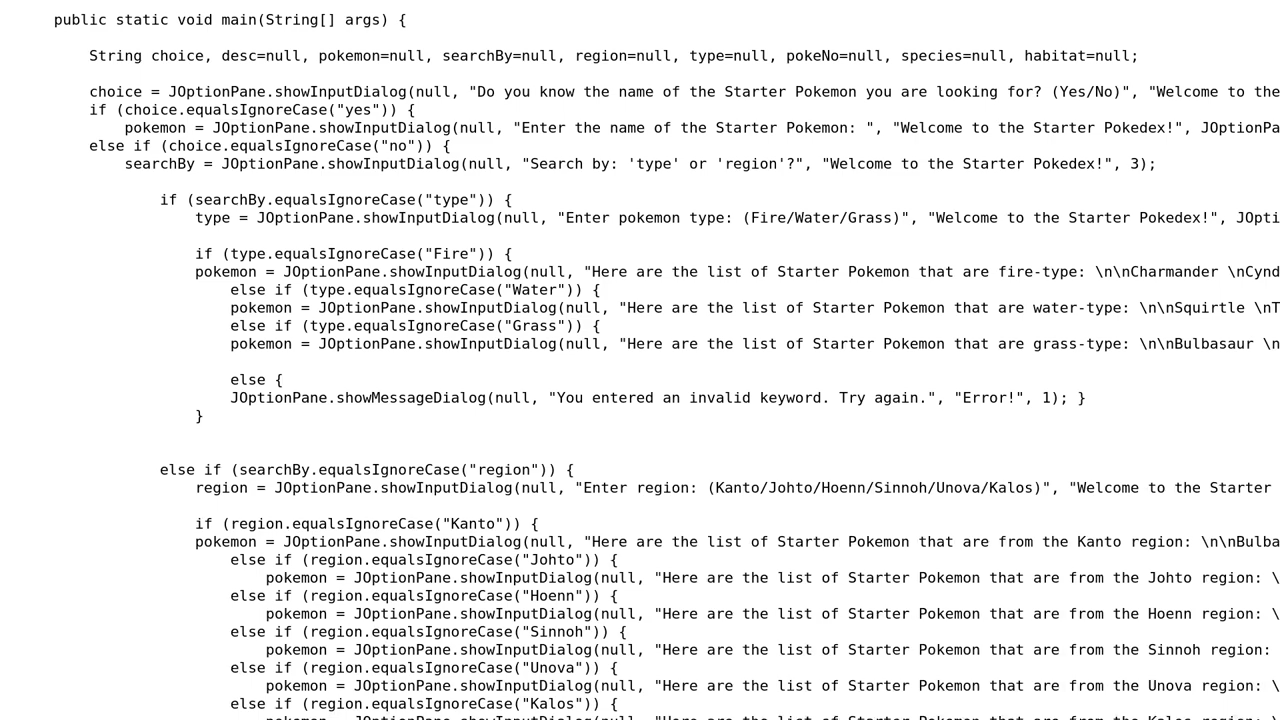 public static void main(String[] args) {
String choice, desc=null, pokemon=null, searchBy=null, region=null, type=null, pokeNo=null, species=null, habitat=null;
choice = JOptionPane.showInputDialog(null, "Do you know the name of the Starter Pokemon you are looking for? (Yes/No)", "Welcome to the
if (choice.equalsIgnoreCase("yes")) {
pokemon = JOptionPane.showInputDialog(null, "Enter the name of the Starter Pokemon: ", "Welcome to the Starter Pokedex!", JOptionPa
else if (choice.equalsIgnoreCase("no")) {
searchBy = JOptionPane.showInputDialog(null, "Search by: 'type' or 'region'?", "Welcome to the Starter Pokedex!", 3);
if (searchBy.equalsIgnoreCase("type")) {
type = JOptionPane.showInputDialog(null, "Enter pokemon type: (Fire/Water/Grass)", "Welcome to the Starter Pokedex!", JOpti
if (type.equalsIgnoreCase("Fire")) {
pokemon = JOptionPane.showInputDialog(null, "Here are the list of Starter Pokemon that are fire-type: \n\nCharmander \nCynd
else if (type.equalsIgnoreCase("Water")) {
pokemon = JOptionPane.showInputDialog(null, "Here are the list of Starter Pokemon that are water-type: \n\nSquirtle \nT
else if (type.equalsIgnoreCase("Grass")) {
pokemon = JOptionPane.showInputDialog(null, "Here are the list of Starter Pokemon that are grass-type: \n\nBulbasaur \n
else {
JOptionPane.showMessageDialog(null, "You entered an invalid keyword. Try again.", "Error!", 1); }
}
else if (searchBy.equalsIgnoreCase("region")) {
region = JOptionPane.showInputDialog(null, "Enter region: (Kanto/Johto/Hoenn/Sinnoh/Unova/Kalos)", "Welcome to the Starter
if (region.equalsIgnoreCase("Kanto")) {
pokemon = JOptionPane.showInputDialog(null, "Here are the list of Starter Pokemon that are from the Kanto region: \n\nBulba
else if (region.equalsIgnoreCase("Johto")) {
pokemon = JOptionPane.showInputDialog(null, "Here are the list of Starter Pokemon that are from the Johto region: \
else if (region.equalsIgnoreCase("Hoenn")) {
pokemon = JOptionPane.showInputDialog(null, "Here are the list of Starter Pokemon that are from the Hoenn region: \
else if (region.equalsIgnoreCase("Sinnoh")) {
pokemon = JOptionPane.showInputDialog(null, "Here are the list of Starter Pokemon that are from the Sinnoh region:
else if (region.equalsIgnoreCase("Unova")) {
pokemon = JOptionPane.showInputDialog(null, "Here are the list of Starter Pokemon that are from the Unova region: \
else if (region.equalsIgnoreCase("Kalos")) {